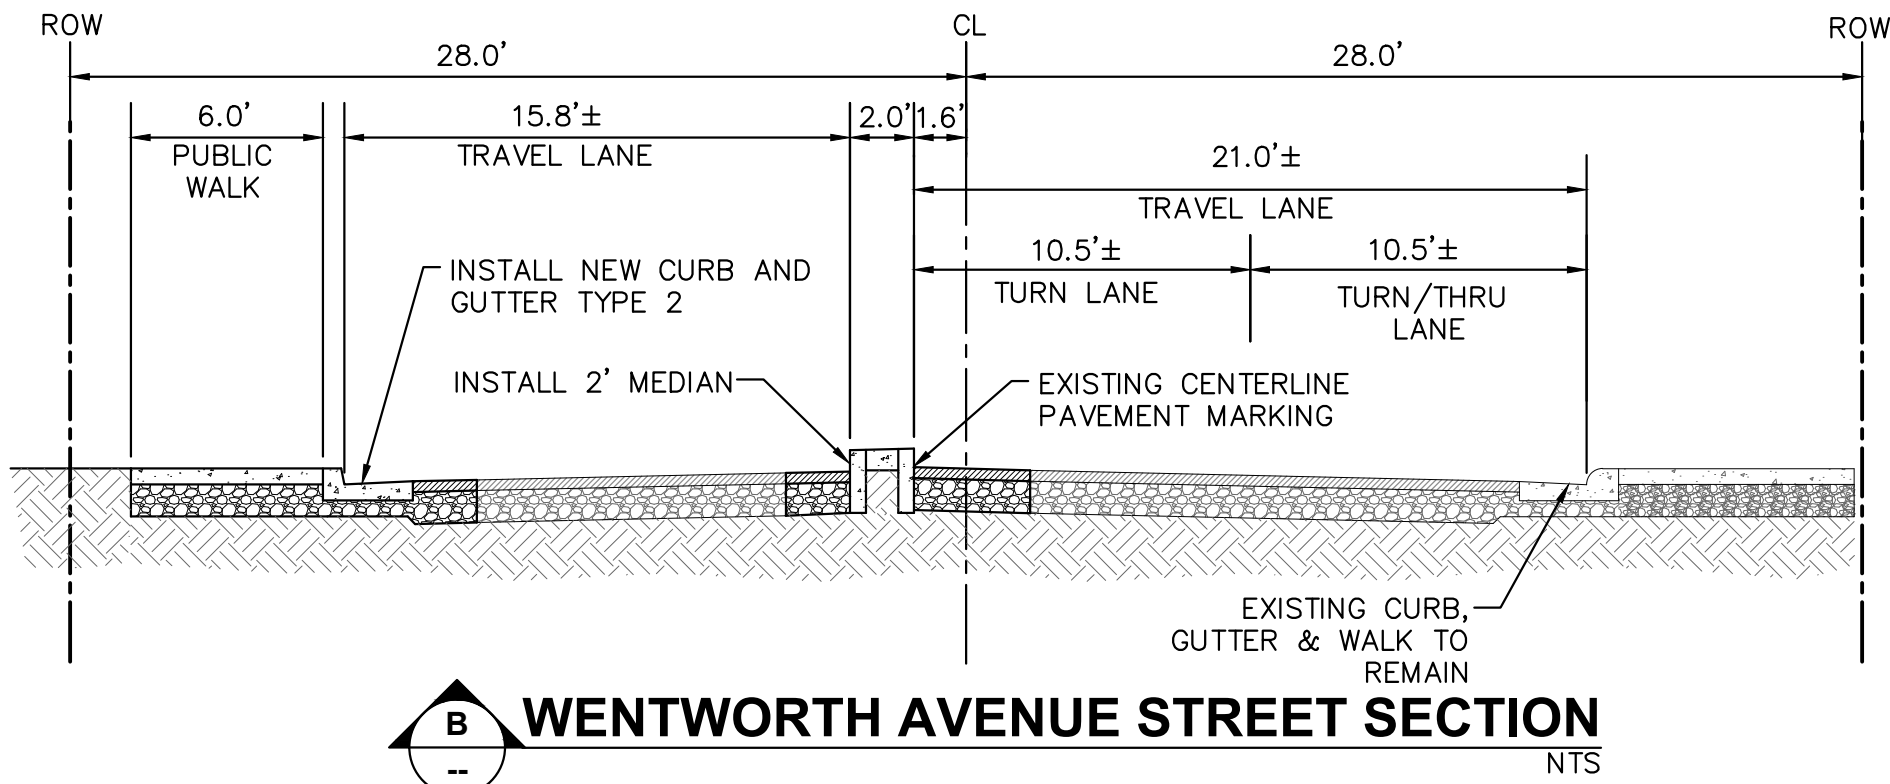 ROW
CL
ROW
28.0'
28.0'
6.0'
PUBLIC
WALK
15.8'±
TRAVEL LANE
2.0'
1.6'
21.0'±
TRAVEL LANE
10.5'±
TURN LANE
10.5'±
TURN/THRU
LANE
INSTALL NEW CURB AND
GUTTER TYPE 2
INSTALL 2' MEDIAN
EXISTING CENTERLINE
PAVEMENT MARKING
EXISTING CURB,
GUTTER & WALK TO
REMAIN
B
--
WENTWORTH AVENUE STREET SECTION
NTS